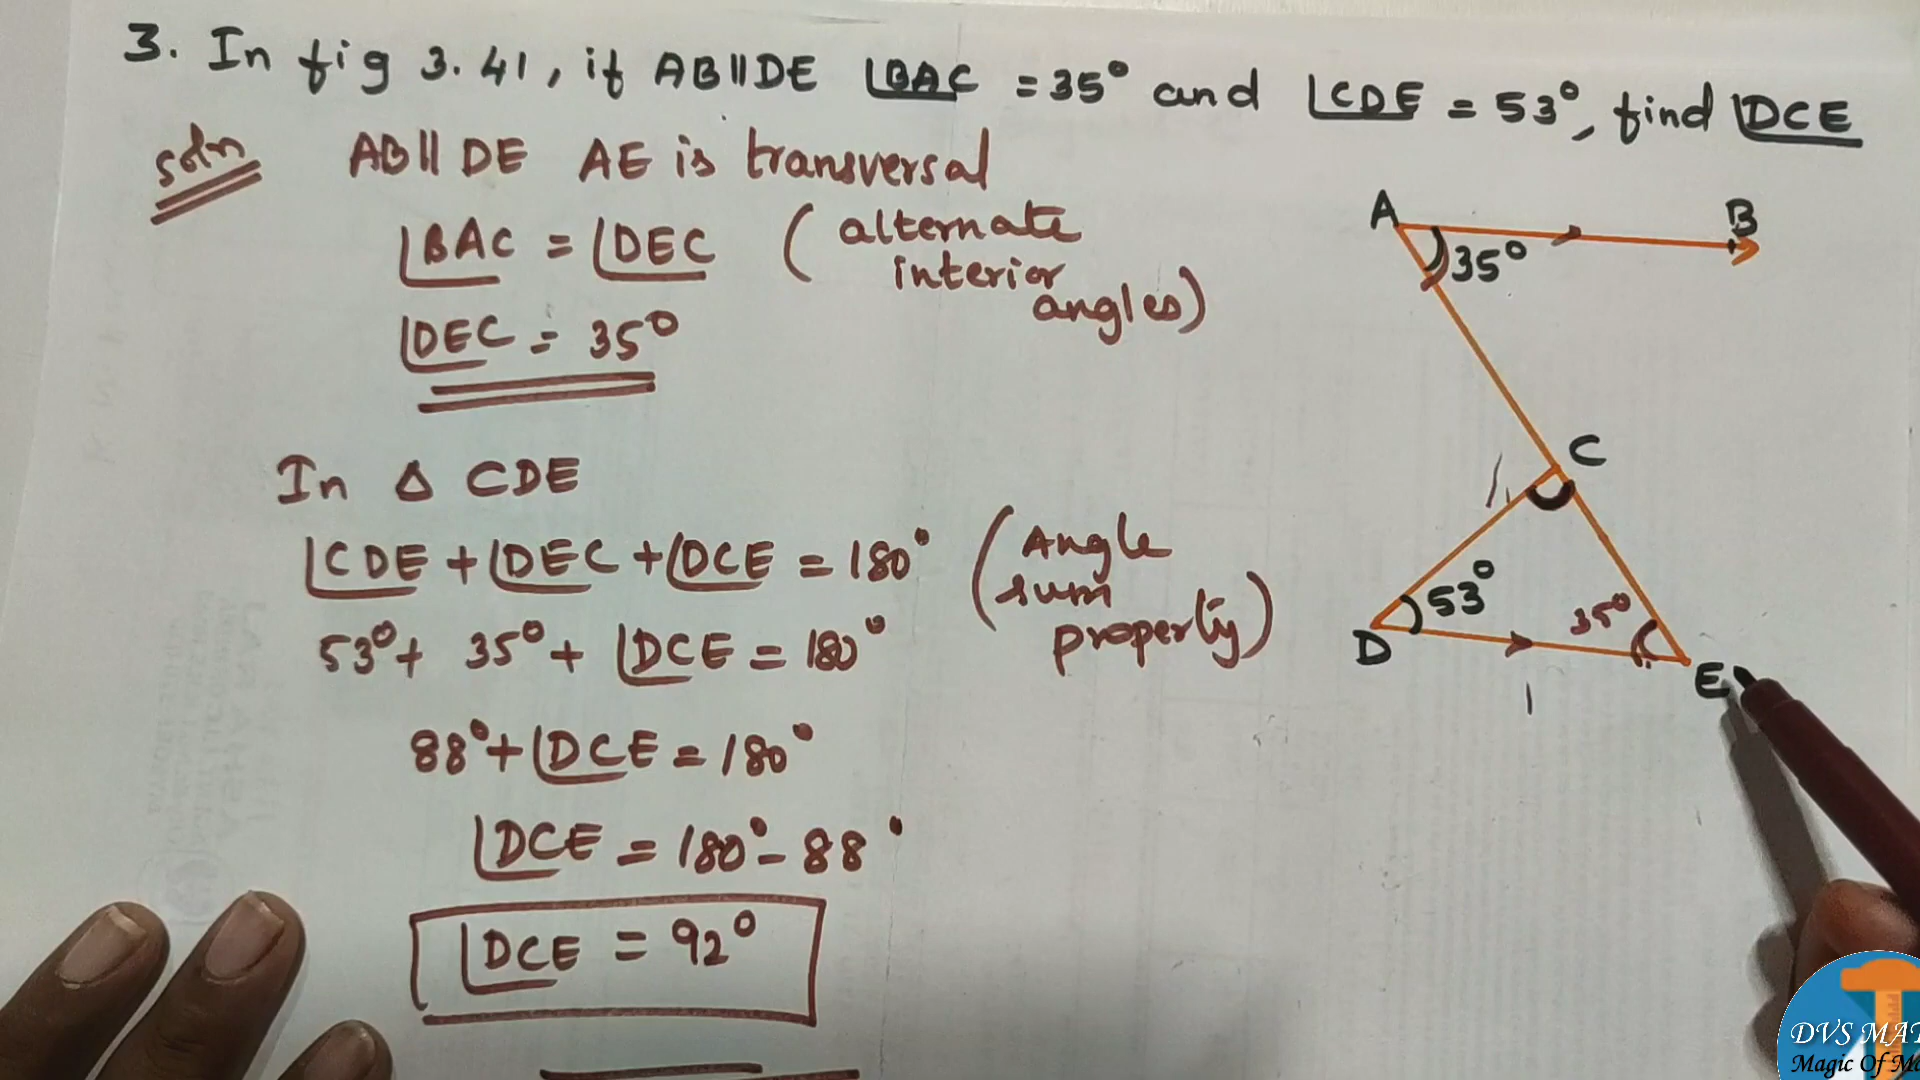 3. In fig 3.41, if AB∥DE ∠BAC = 35° and ∠CDE = 53°, find ∠DCE
soln
AB∥DE AE is transversal
∠BAC = ∠DEC (alternate interior angles)
∠DEC = 35°
In Δ CDE
∠CDE + ∠DEC + ∠DCE = 180° (Angle sum property)
53° + 35° + ∠DCE = 180°
88° + ∠DCE = 180°
∠DCE = 180° - 88°
∠DCE = 92°
A
B
35°
C
53°
35°
D
E
DVS MAT
Magic Of Ma